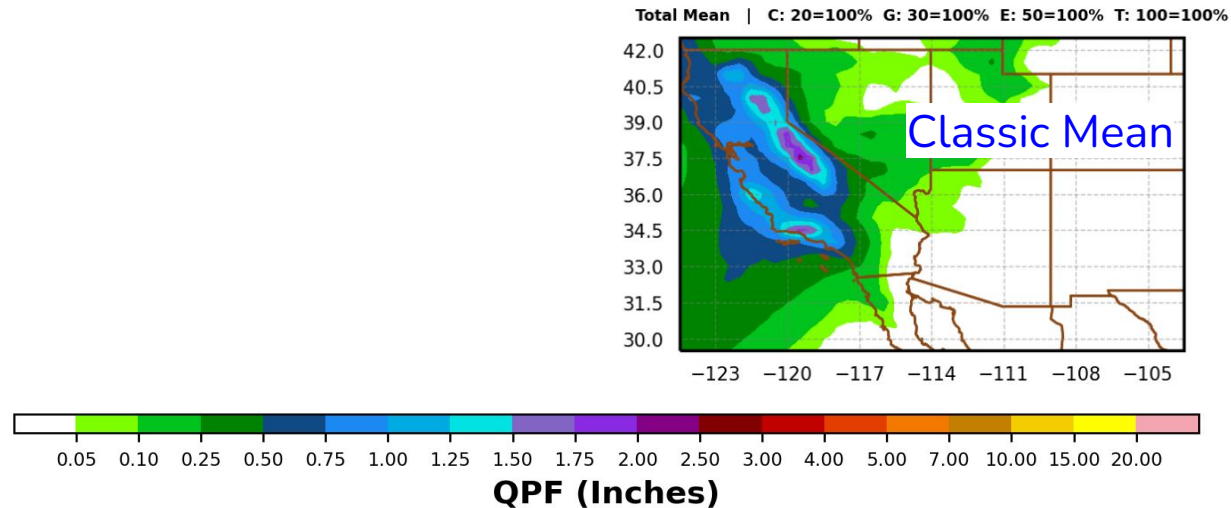 Total Mean | C: 20=100% G: 30=100% E: 50=100% T: 100=100%
42.0
40.5
39.0
Classic Mean
37.5
36.0
34.5
33.0
31.5
30.0
−123 −120 −117 −114 −111 −108 −105
0.05 0.10 0.25 0.50 0.75 1.00 1.25 1.50 1.75 2.00 2.50 3.00 4.00 5.00 7.00 10.00 15.00 20.00
QPF (Inches)